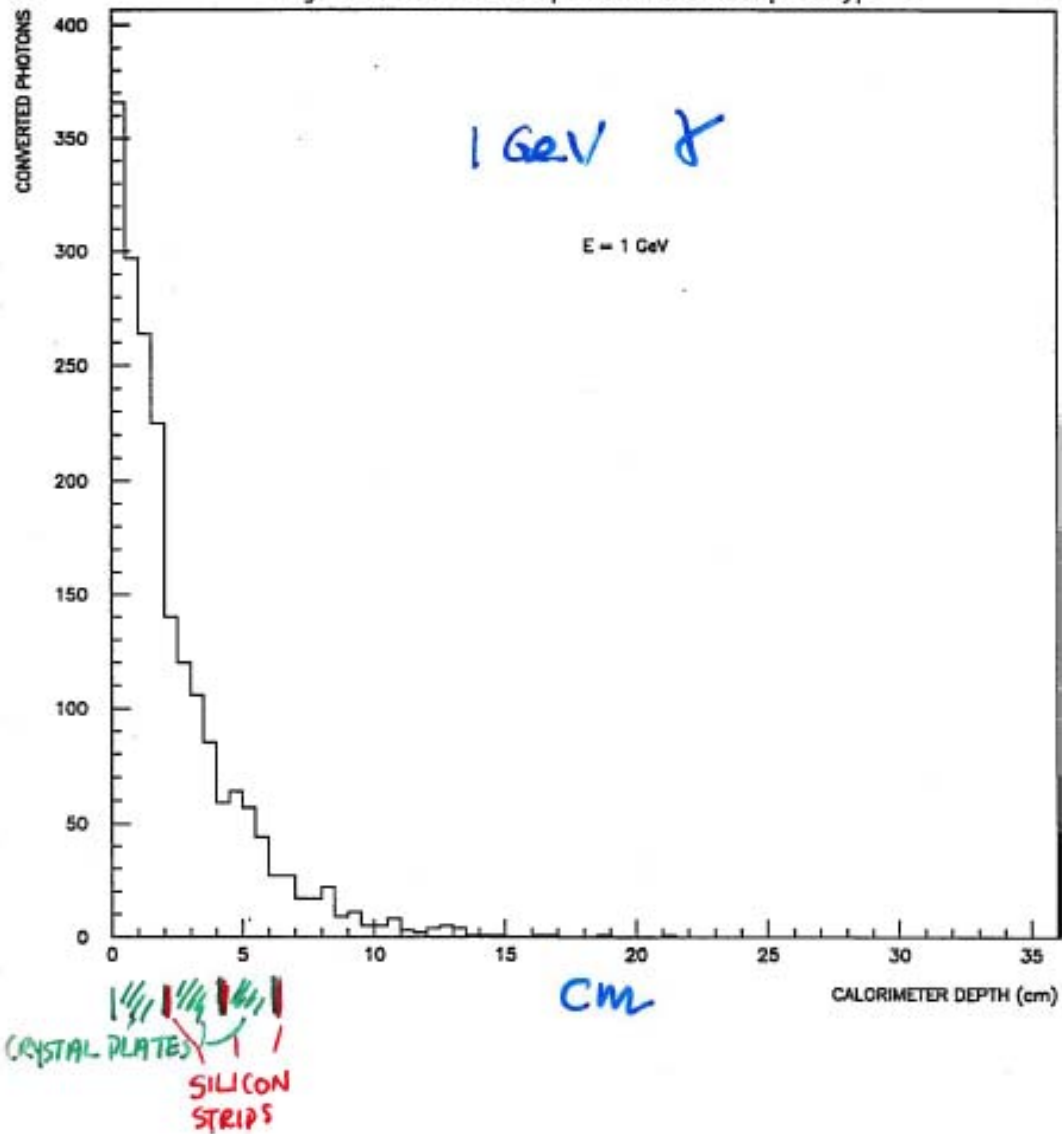 CONVERTED PHOTONS
400
350
300
250
200
150
100
50
0
1 GeV γ
E = 1 GeV
0 5 10 15 20 25 30 35
cm
CALORIMETER DEPTH (cm)
CRYSTAL PLATES
SILICON
STRIPS